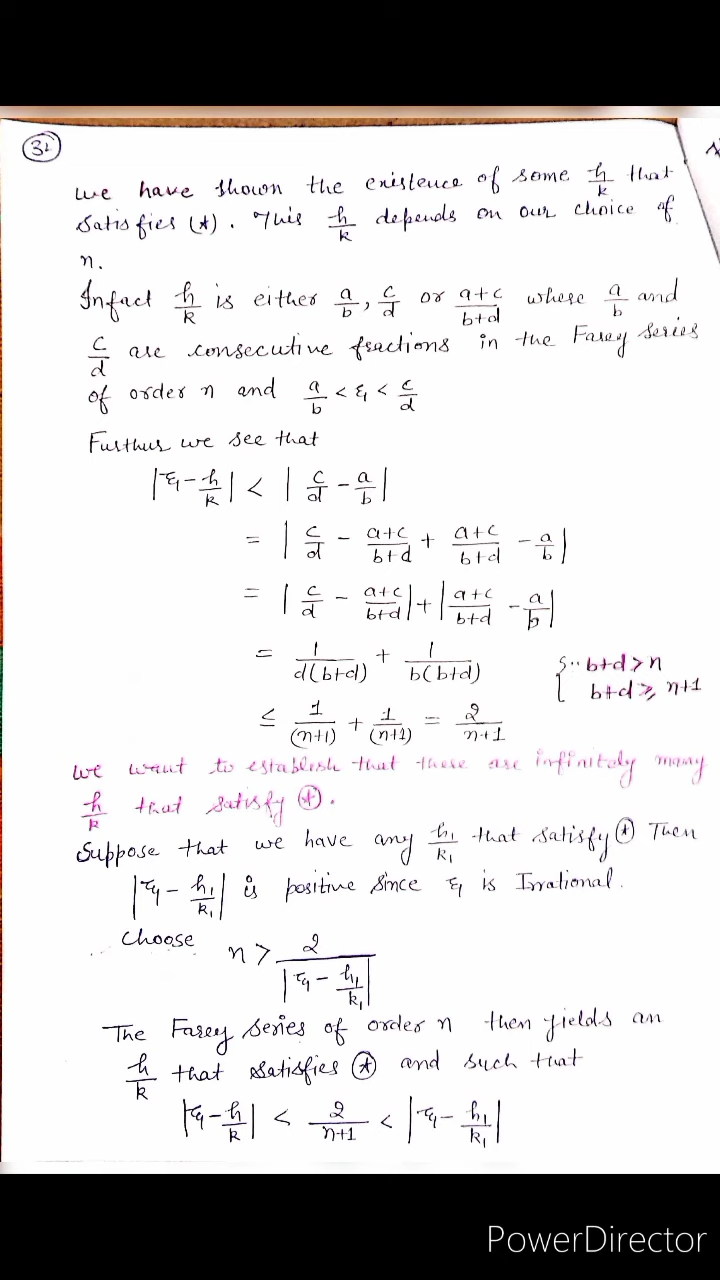 32
we have shown the existence of some h/k that
satisfies (*). This h/k depends on our choice of
n.
Infact h/k is either a/b, c/d or a+c/b+d where a/b and
c/d are consecutive fractions in the Farey series
of order n and a/b < ξ < c/d
Further we see that
|ξ - h/k| < |c/d - a/b|
= |c/d - a+c/b+d + a+c/b+d - a/b|
= |c/d - a+c/b+d| + |a+c/b+d - a/b|
= 1/d(b+d) + 1/b(b+d) {∵ b+d > n
b+d ≥ n+1
≤ 1/(n+1) + 1/(n+1) = 2/n+1
we want to establish that these are infinitely many
h/k that satisfy (*).
Suppose that we have any h₁/k₁ that satisfy (*) Then
|ξ - h₁/k₁| is positive since ξ is Irrational.
choose n > 2/|ξ - h₁/k₁|
The Farey series of order n then yields an
h/k that satisfies (*) and such that
|ξ - h/k| < 2/n+1 < |ξ - h₁/k₁|
PowerDirector